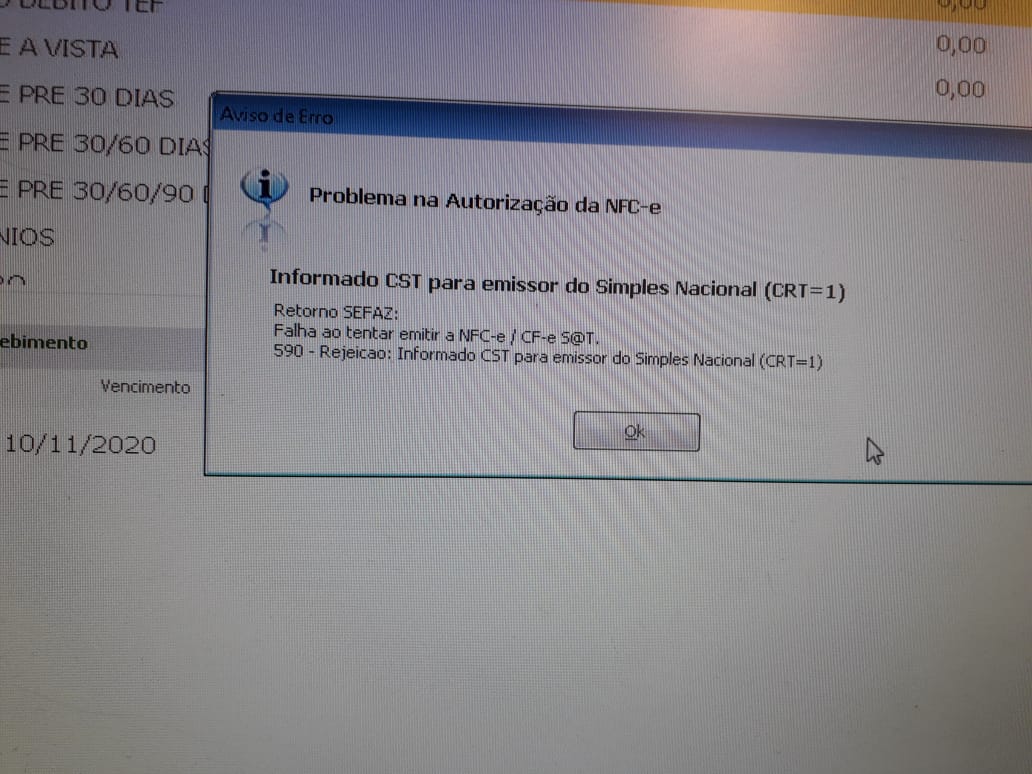 DEBITO TEF
0,00
E A VISTA
0,00
E PRE 30 DIAS
0,00
E PRE 30/60 DIAS
E PRE 30/60/90
NIOS
ebimento
Vencimento
10/11/2020
Aviso de Erro
Problema na Autorização da NFC-e
Informado CST para emissor do Simples Nacional (CRT=1)
Retorno SEFAZ:
Falha ao tentar emitir a NFC-e / CF-e S@T.
590 - Rejeicao: Informado CST para emissor do Simples Nacional (CRT=1)
Ok